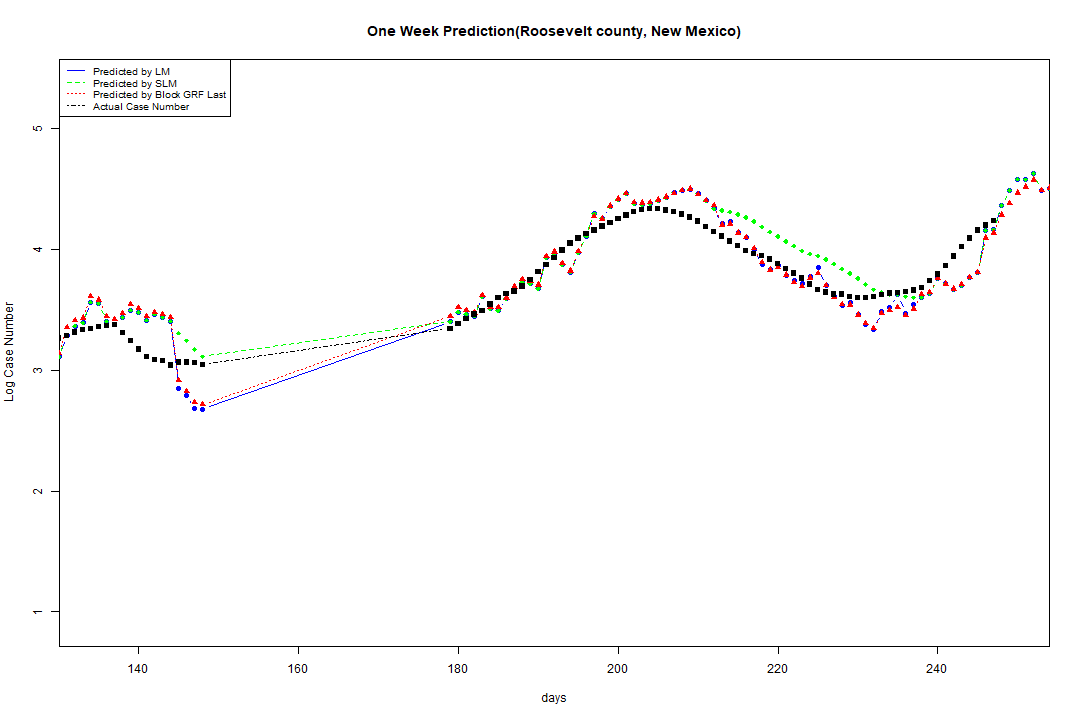 One Week Prediction(Roosevelt county, New Mexico)
Predicted by LM
Predicted by SLM
Predicted by Block GRF Last
Actual Case Number
5
4
3
2
1
Log Case Number
140 160 180 200 220 240
days